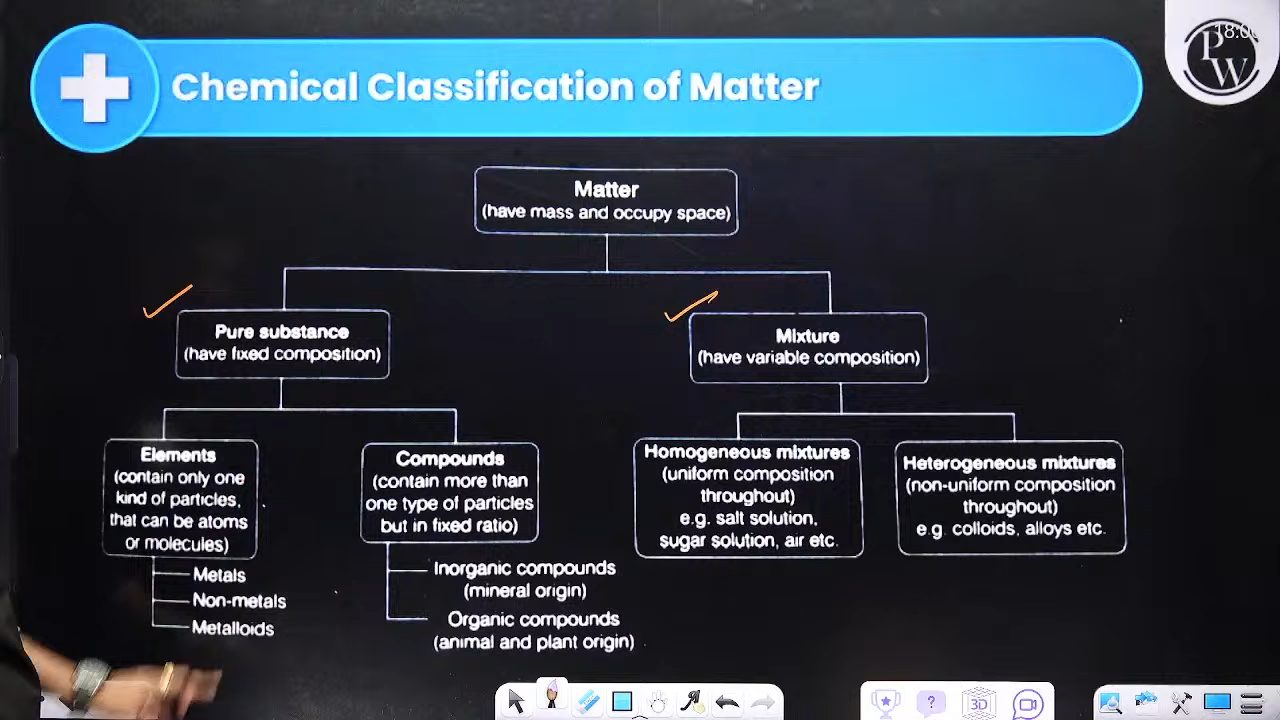 Chemical Classification of Matter
18:00
PW
Matter
(have mass and occupy space)
Pure substance
(have fixed composition)
Mixture
(have variable composition)
Elements
(contain only one
kind of particles,
that can be atoms
or molecules)
Compounds
(contain more than
one type of particles
but in fixed ratio)
Homogeneous mixtures
(uniform composition
throughout)
e.g. salt solution,
sugar solution, air etc.
Heterogeneous mixtures
(non-uniform composition
throughout)
e.g. colloids, alloys etc.
Metals
Non-metals
Metalloids
Inorganic compounds
(mineral origin)
Organic compounds
(animal and plant origin)
?
3D